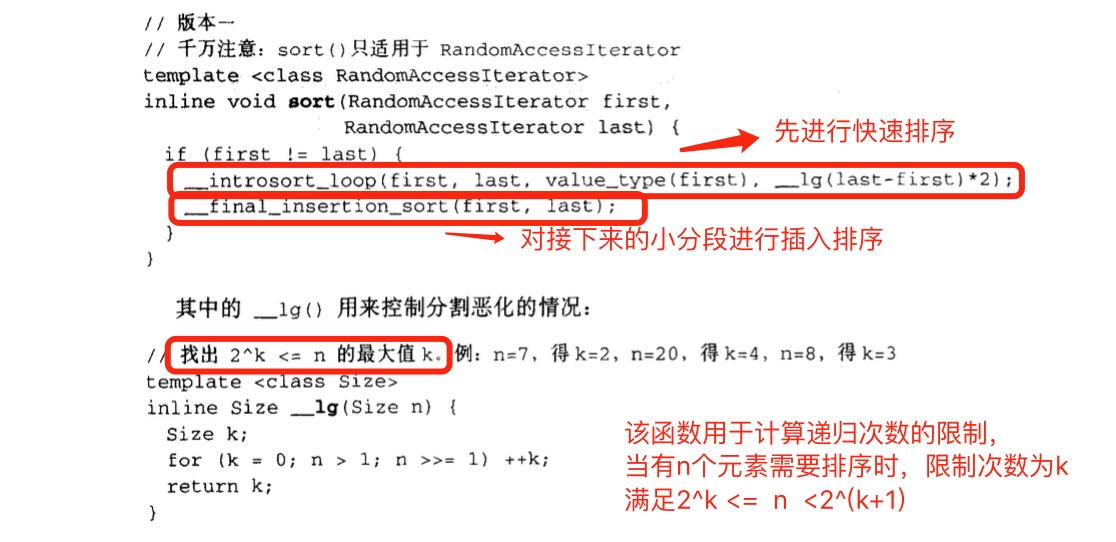 // 版本一
// 千万注意：sort()只适用于 RandomAccessIterator
template <class RandomAccessIterator>
inline void sort(RandomAccessIterator first,
RandomAccessIterator last) {
先进行快速排序
if (first != last) {
__introsort_loop(first, last, value_type(first), __lg(last-first)*2);
__final_insertion_sort(first, last);
}
对接下来的小分段进行插入排序
}
其中的 __lg() 用来控制分割恶化的情况：
// 找出 2^k <= n 的最大值 k。例：n=7，得 k=2，n=20，得 k=4，n=8，得 k=3
template <class Size>
inline Size __lg(Size n) {
Size k;
for (k = 0; n > 1; n >>= 1) ++k;
return k;
}
该函数用于计算递归次数的限制，
当有n个元素需要排序时，限制次数为k
满足2^k <= n <2^(k+1)